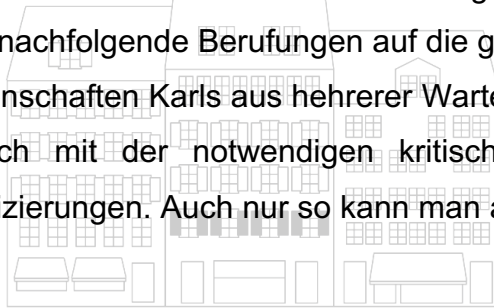 nachfolgende Berufungen auf die g
nschaften Karls aus hehrerer Warte
ch mit der notwendigen kritisch
izierungen. Auch nur so kann man a